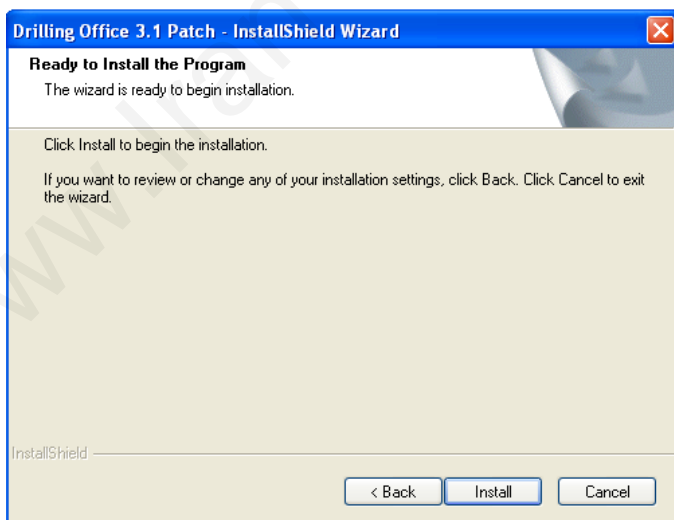 Drilling Office 3.1 Patch - InstallShield Wizard
Ready to Install the Program
The wizard is ready to begin installation.
Click Install to begin the installation.
If you want to review or change any of your installation settings, click Back. Click Cancel to exit
the wizard.
InstallShield
< Back
Install
Cancel